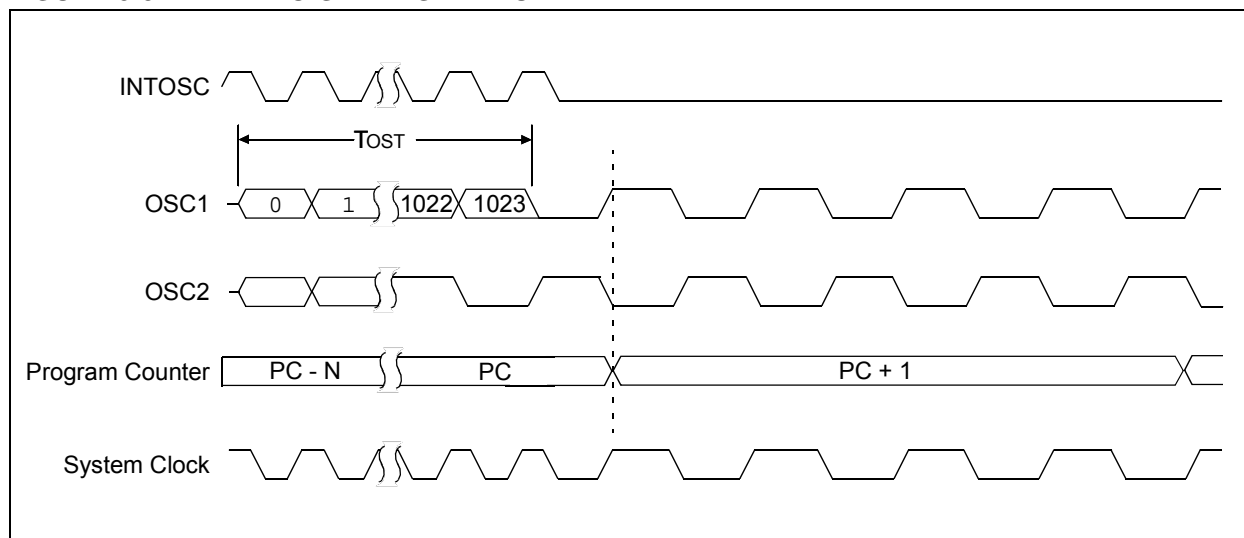 INTOSC
TOST
OSC1
0 1 1022 1023
OSC2
Program Counter
PC - N PC PC + 1
System Clock